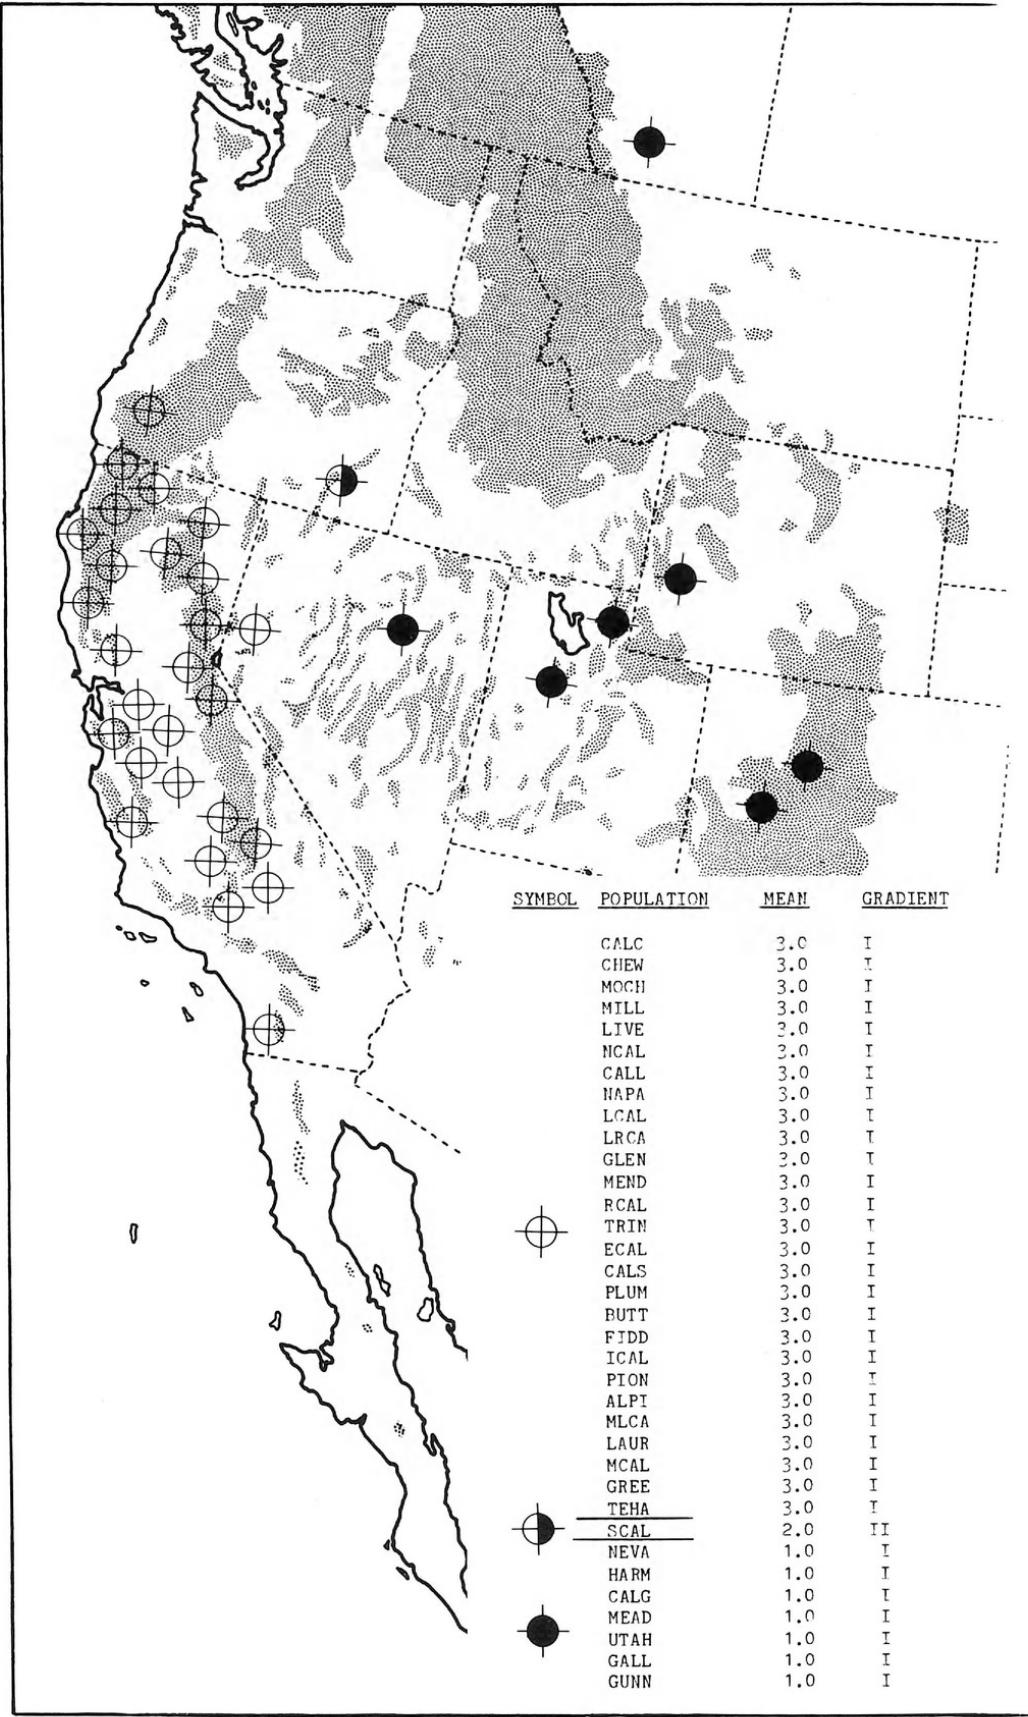 SYMBOL POPULATION MEAN GRADIENT
CALC 3.0 I
CHEW 3.0 I
MOCH 3.0 I
MILL 3.0 I
LIVE 3.0 I
NCAL 3.0 I
CALL 3.0 I
NAPA 3.0 I
LCAL 3.0 I
LRCA 3.0 I
GLEN 3.0 I
MEND 3.0 I
RCAL 3.0 I
TRIN 3.0 I
ECAL 3.0 I
CALS 3.0 I
PLUM 3.0 I
BUTT 3.0 I
FIDD 3.0 I
ICAL 3.0 I
PION 3.0 I
ALPI 3.0 I
MLCA 3.0 I
LAUR 3.0 I
MCAL 3.0 I
GREE 3.0 I
TEHA 3.0 I
SCAL 2.0 II
NEVA 1.0 I
HARM 1.0 I
CALG 1.0 I
MEAD 1.0 I
UTAH 1.0 I
GALL 1.0 I
GUNN 1.0 I